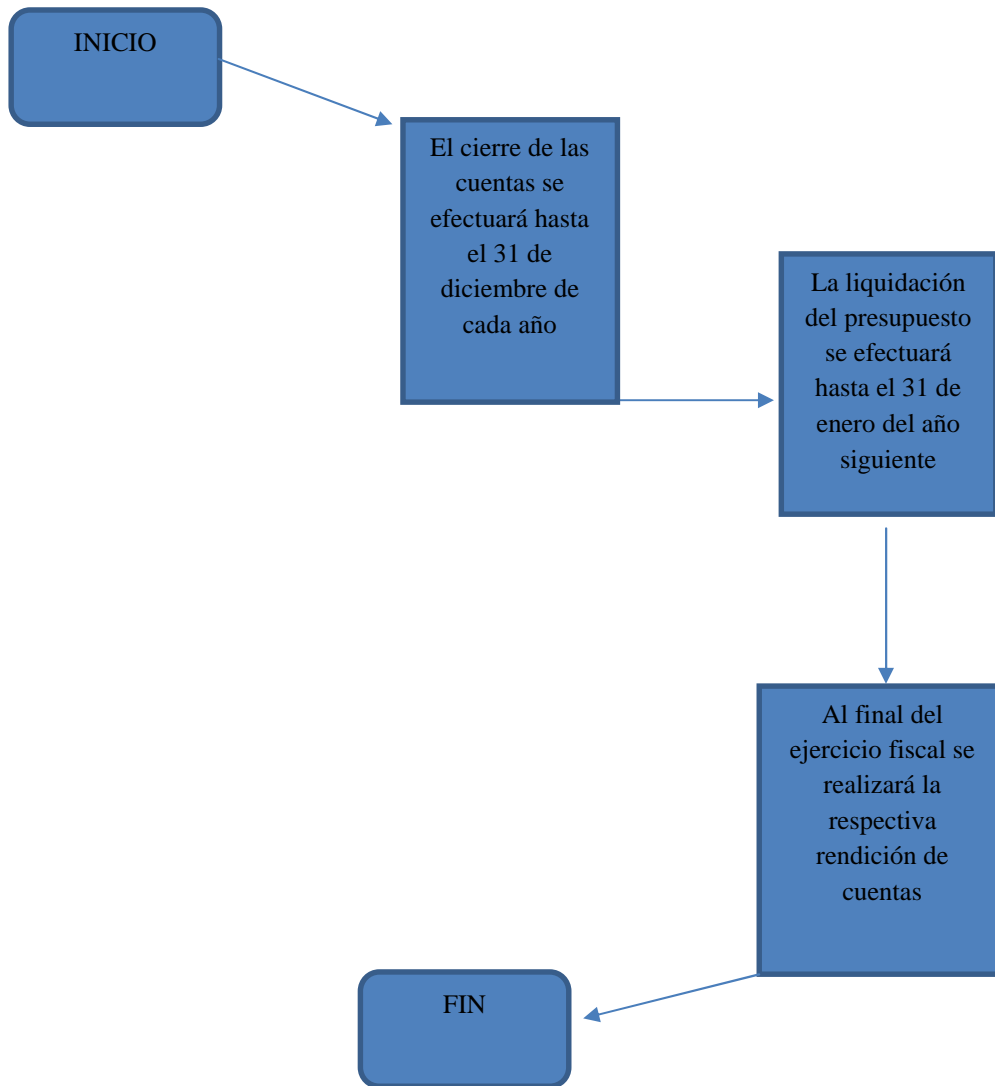 INICIO
El cierre de las
cuentas se
efectuará hasta
el 31 de
diciembre de
cada año
La liquidación
del presupuesto
se efectuará
hasta el 31 de
enero del año
siguiente
Al final del
ejercicio fiscal se
realizará la
respectiva
rendición de
cuentas
FIN